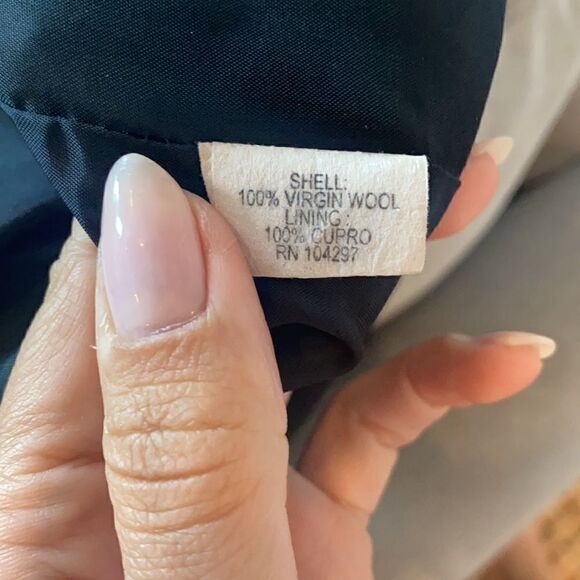 SHELL:
100% VIRGIN WOOL
LINING :
100% CUPRO
RN 104297